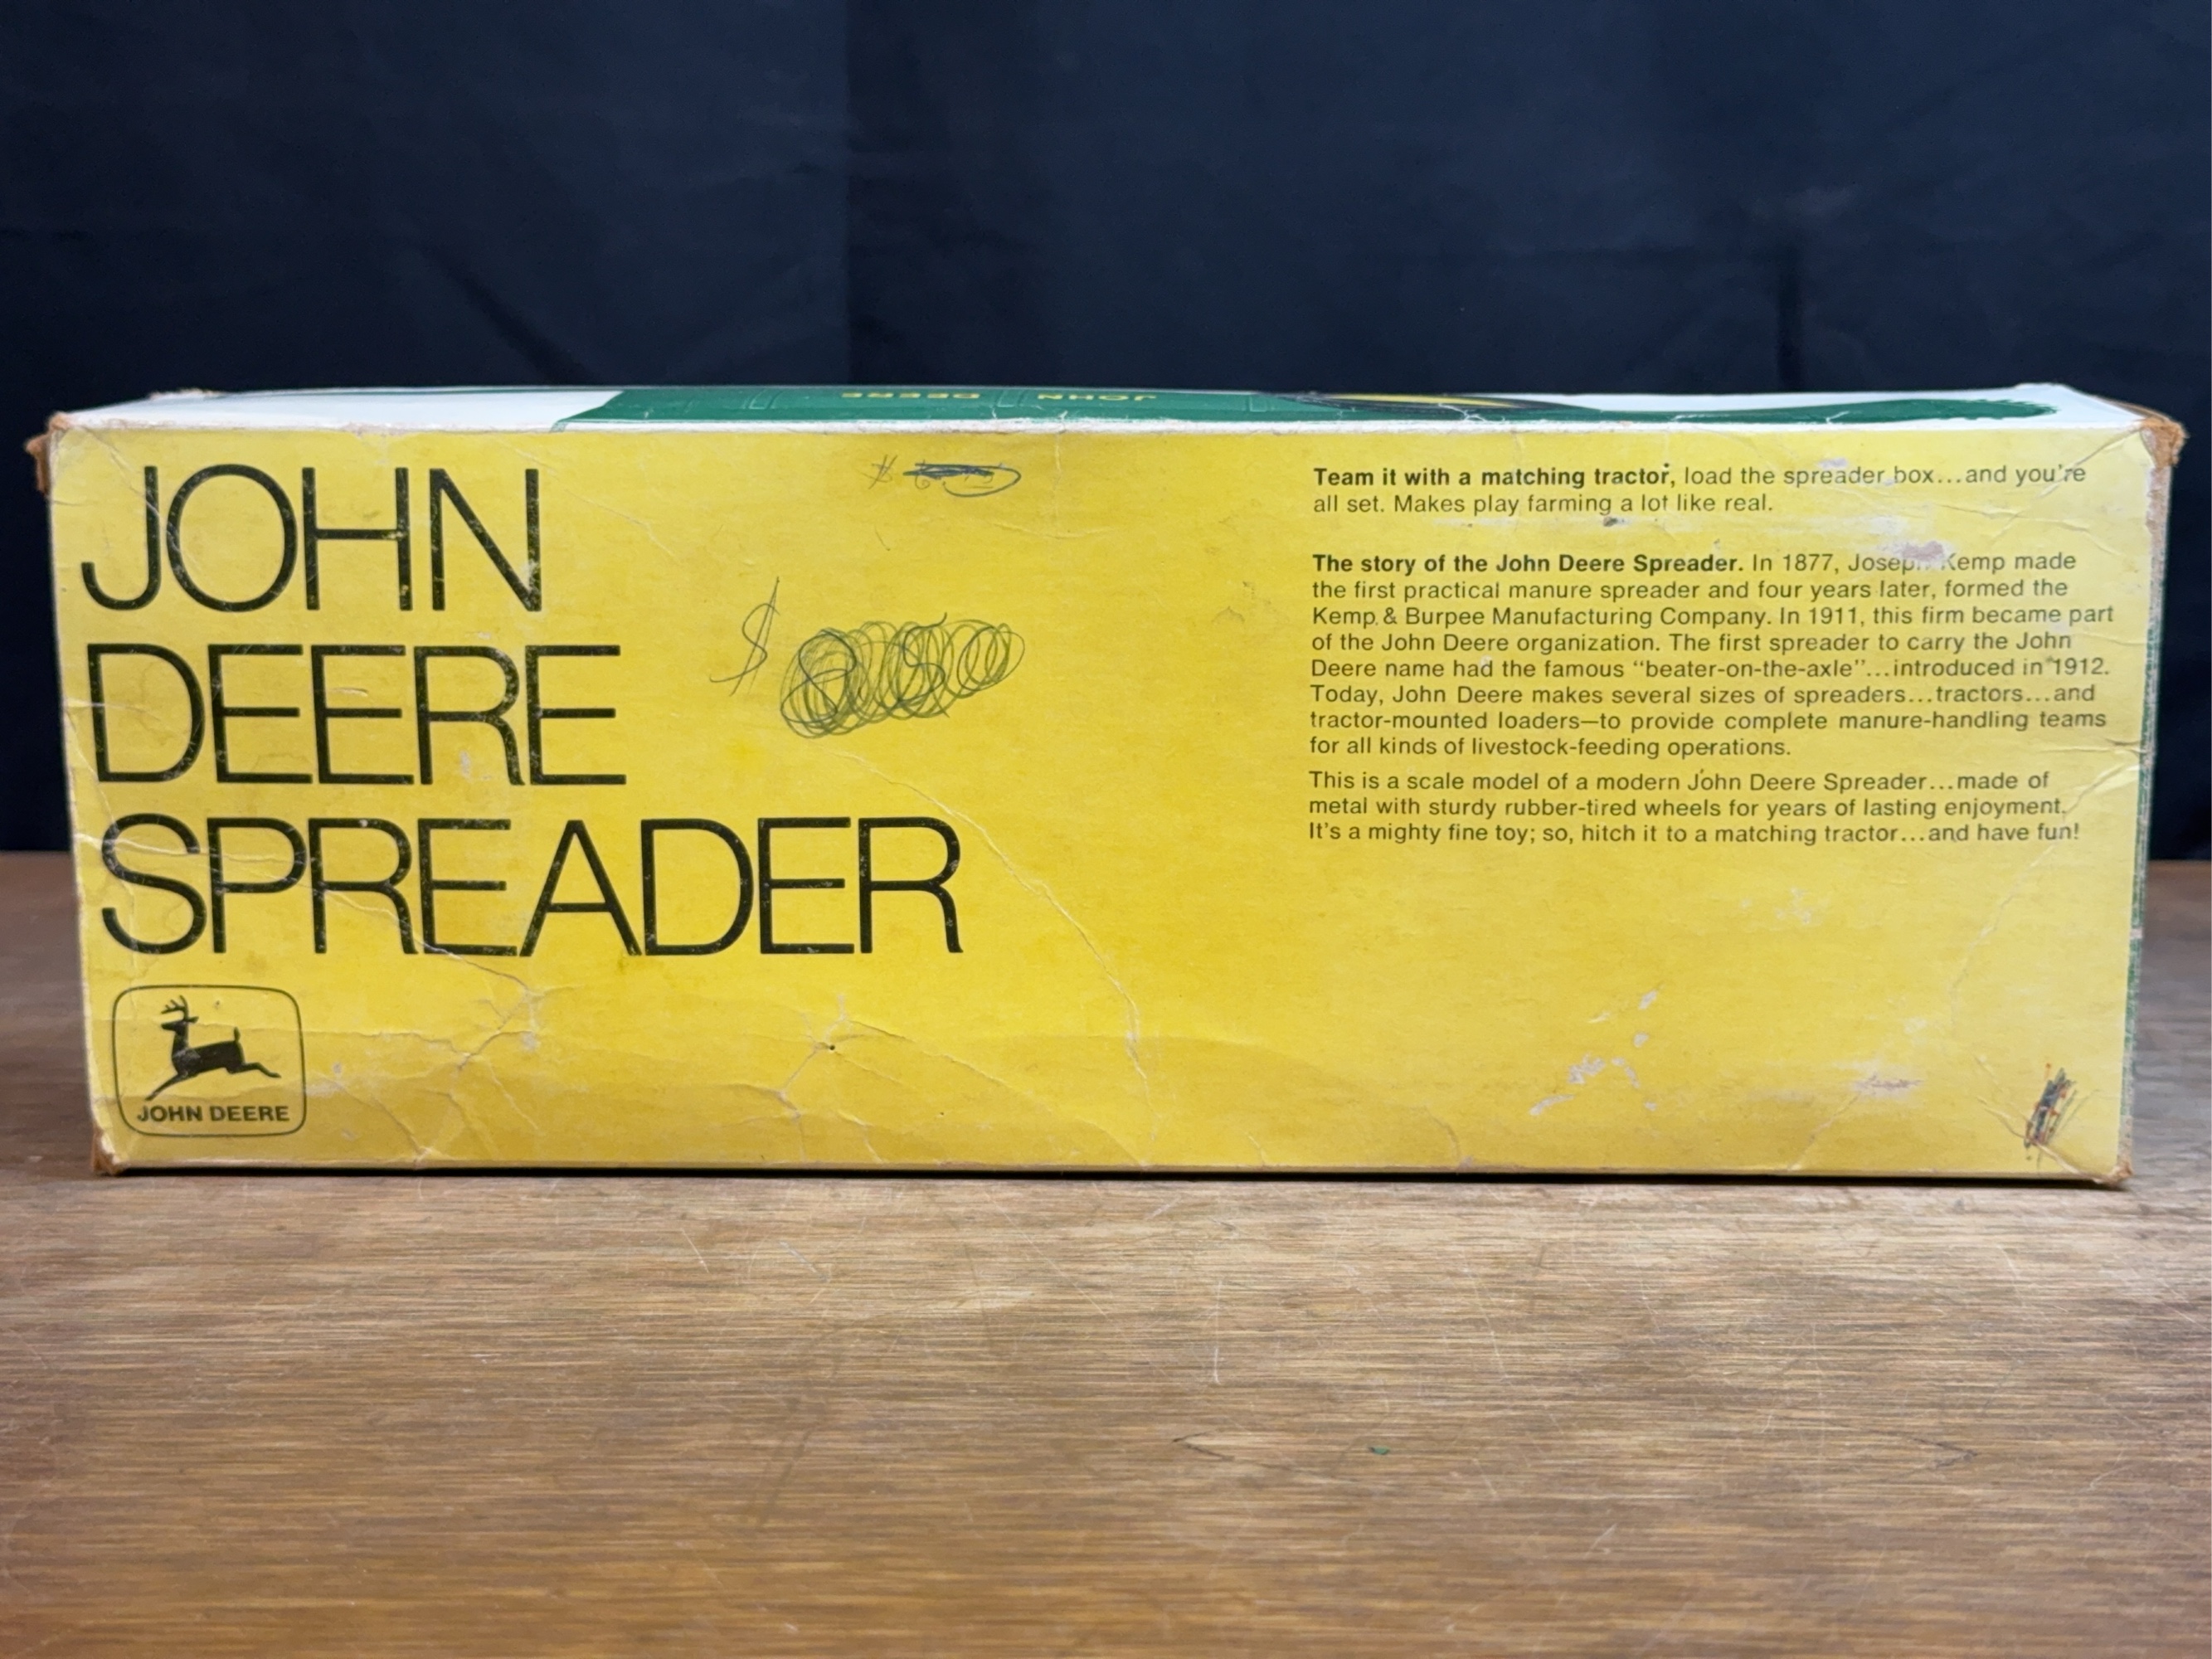 JOHN DEERE
JOHN
DEERE
SPREADER
JOHN DEERE
$
Team it with a matching tractor, load the spreader box...and you're
all set. Makes play farming a lot like real.
The story of the John Deere Spreader. In 1877, Joseph Kemp made
the first practical manure spreader and four years later, formed the
Kemp & Burpee Manufacturing Company. In 1911, this firm became part
of the John Deere organization. The first spreader to carry the John
Deere name had the famous “beater-on-the-axle”...introduced in 1912.
Today, John Deere makes several sizes of spreaders...tractors...and
tractor-mounted loaders—to provide complete manure-handling teams
for all kinds of livestock-feeding operations.
This is a scale model of a modern John Deere Spreader...made of
metal with sturdy rubber-tired wheels for years of lasting enjoyment.
It's a mighty fine toy; so, hitch it to a matching tractor...and have fun!